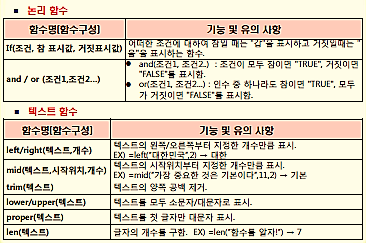 ▪ 논리 함수
함수명(함수구성) 기능 및 유의 사항
If(조건, 참 표시값, 거짓표시값) 어떠한 조건에 대하여 참일 때는 "값"을 표시하고 거짓일때는 "
을"을 표시하는 함수.
and / or (조건1,조건2...) ● and(조건1,조건2..) : 조건이 모두 참이면 "TRUE", 거짓이면
"FALSE"를 표시함.
● or(조건1, 조건2...) : 인수 중 하나라도 참이면 "TRUE", 모두
가 거짓이면 "FALSE"를 표시함.
▪ 텍스트 함수
함수명[함수구성] 기능 및 유의 사항
left/right(텍스트,개수) 텍스트의 왼쪽/오른쪽부터 지정한 개수만큼 표시.
EX) =left("대한민국",2) → 대한
mid(텍스트,시작위치,개수) 텍스트의 시작위치부터 지정한 개수만큼 표시.
EX) =mid("가장 중요한 것은 기본이다",11,2) → 기본
trim(텍스트) 텍스트의 양쪽 공백 제거.
lower/upper(텍스트) 텍스트를 모두 소문자/대문자로 표시.
proper(텍스트) 텍스트를 첫 글자만 대문자 표시.
len(텍스트) 글자의 개수를 구함. EX) =len("함수를 알자!") → 7